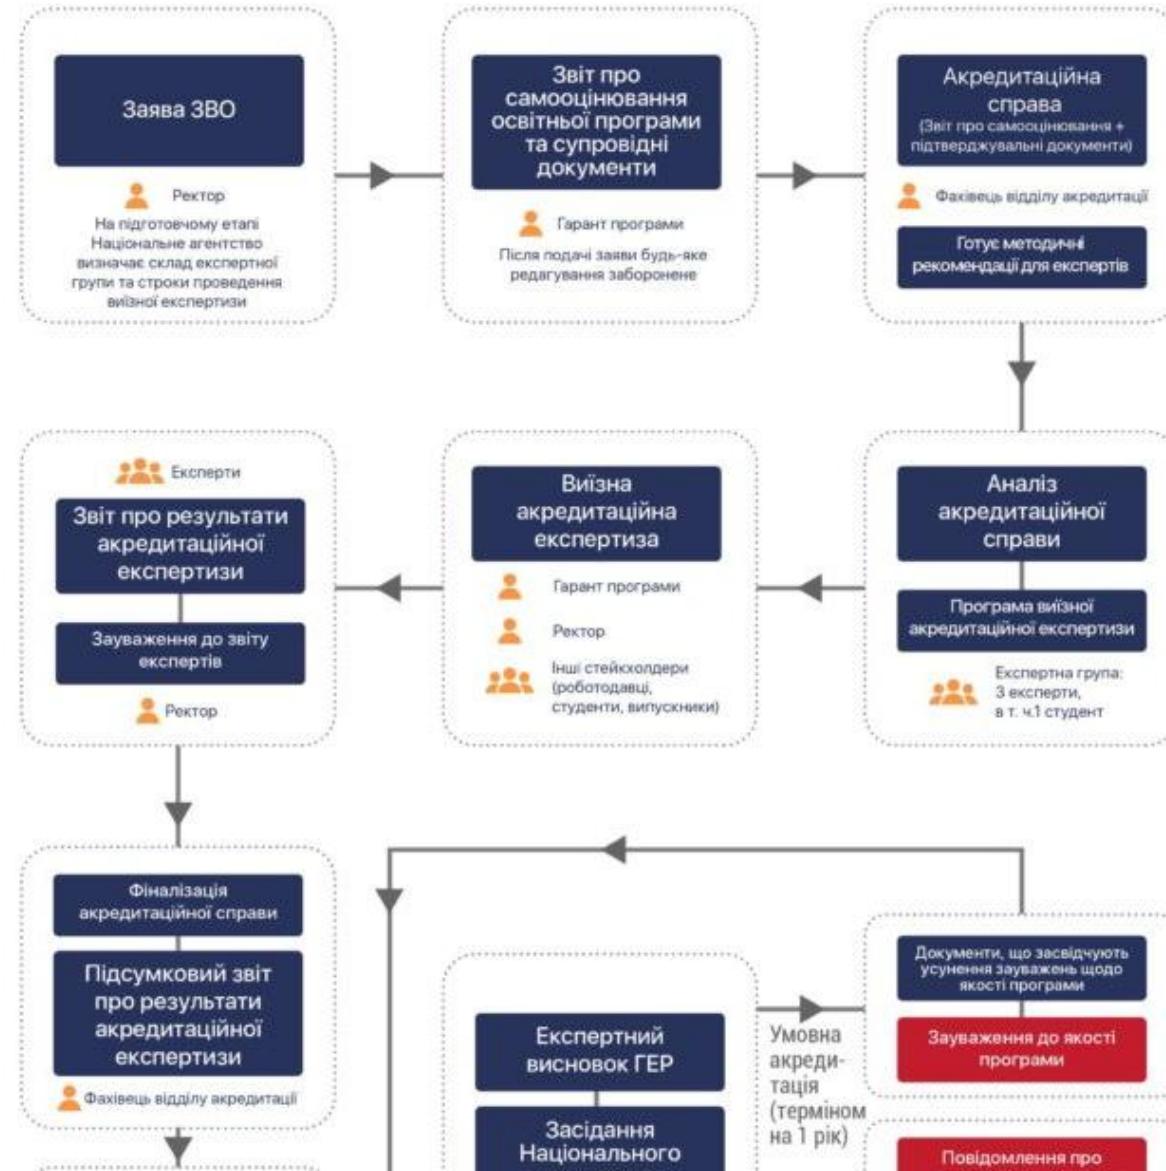 Заява ЗВО
Ректор
На підготовчому етапі
Національне агентство
визначає склад експертної
групи та строки проведення
виїзної експертизи
Звіт про
самооцінювання
освітньої програми
та супровідні
документи
Гарант програми
Після подачі заяви будь-яке
редагування заборонене
Акредитаційна
справа
(Звіт про самооцінювання +
підтверджувальні документи)
Фахівець відділу акредитації
Готує методичні
рекомендації для експертів
Експерти
Звіт про результати
акредитаційної
експертизи
Зауваження до звіту
експертів
Ректор
Виїзна
акредитаційна
експертиза
Гарант програми
Ректор
Інші стейкхолдери
(роботодавці,
студенти, випускники)
Аналіз
акредитаційної
справи
Програма виїзної
акредитаційної експертизи
Експертна група:
3 експерти,
в т. ч.1 студент
Фіналізація
акредитаційної справи
Підсумковий звіт
про результати
акредитаційної
експертизи
Фахівець відділу акредитації
Експертний
висновок ГЕР
Засідання
Національного
Умовна
акреди-
тація
(терміном
на 1 рік)
Документи, що засвідчують
усунення зауважень щодо
якості програми
Зауваження до якості
програми
Повідомлення про